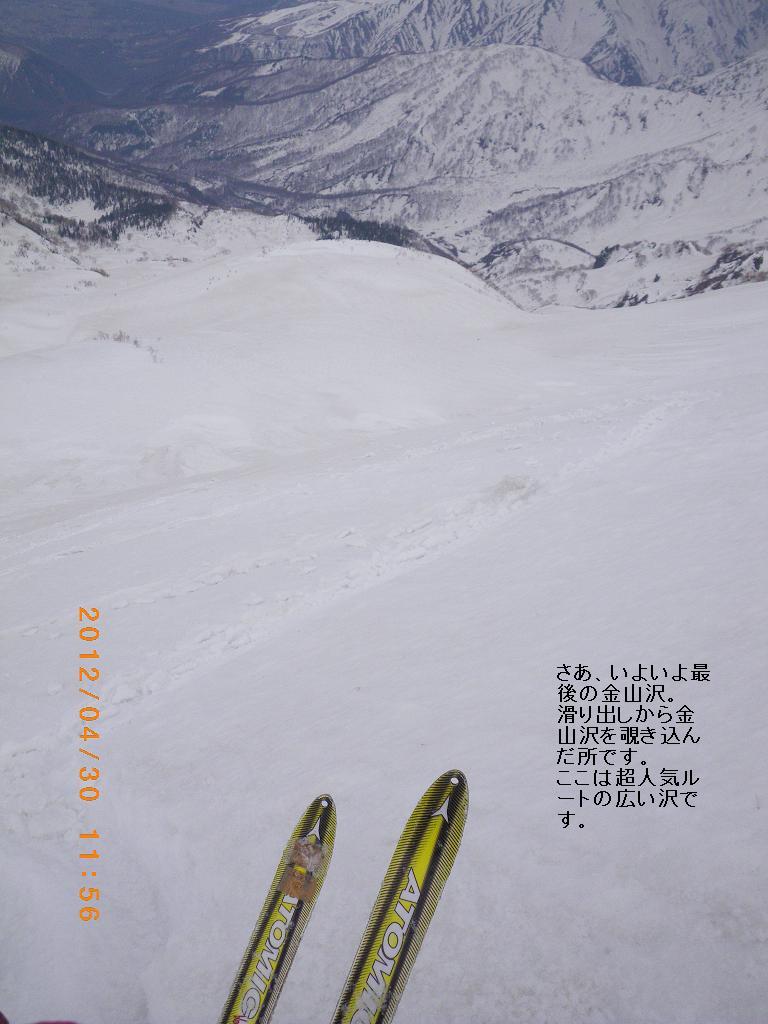 さあ、いよいよ最
後の金山沢。
滑り出しから金
山沢を覗き込ん
だ所です。
ここは超人気ル
ートの広い沢で
す。
2012/04/30 11:56
ATOMIC
ATOMIC